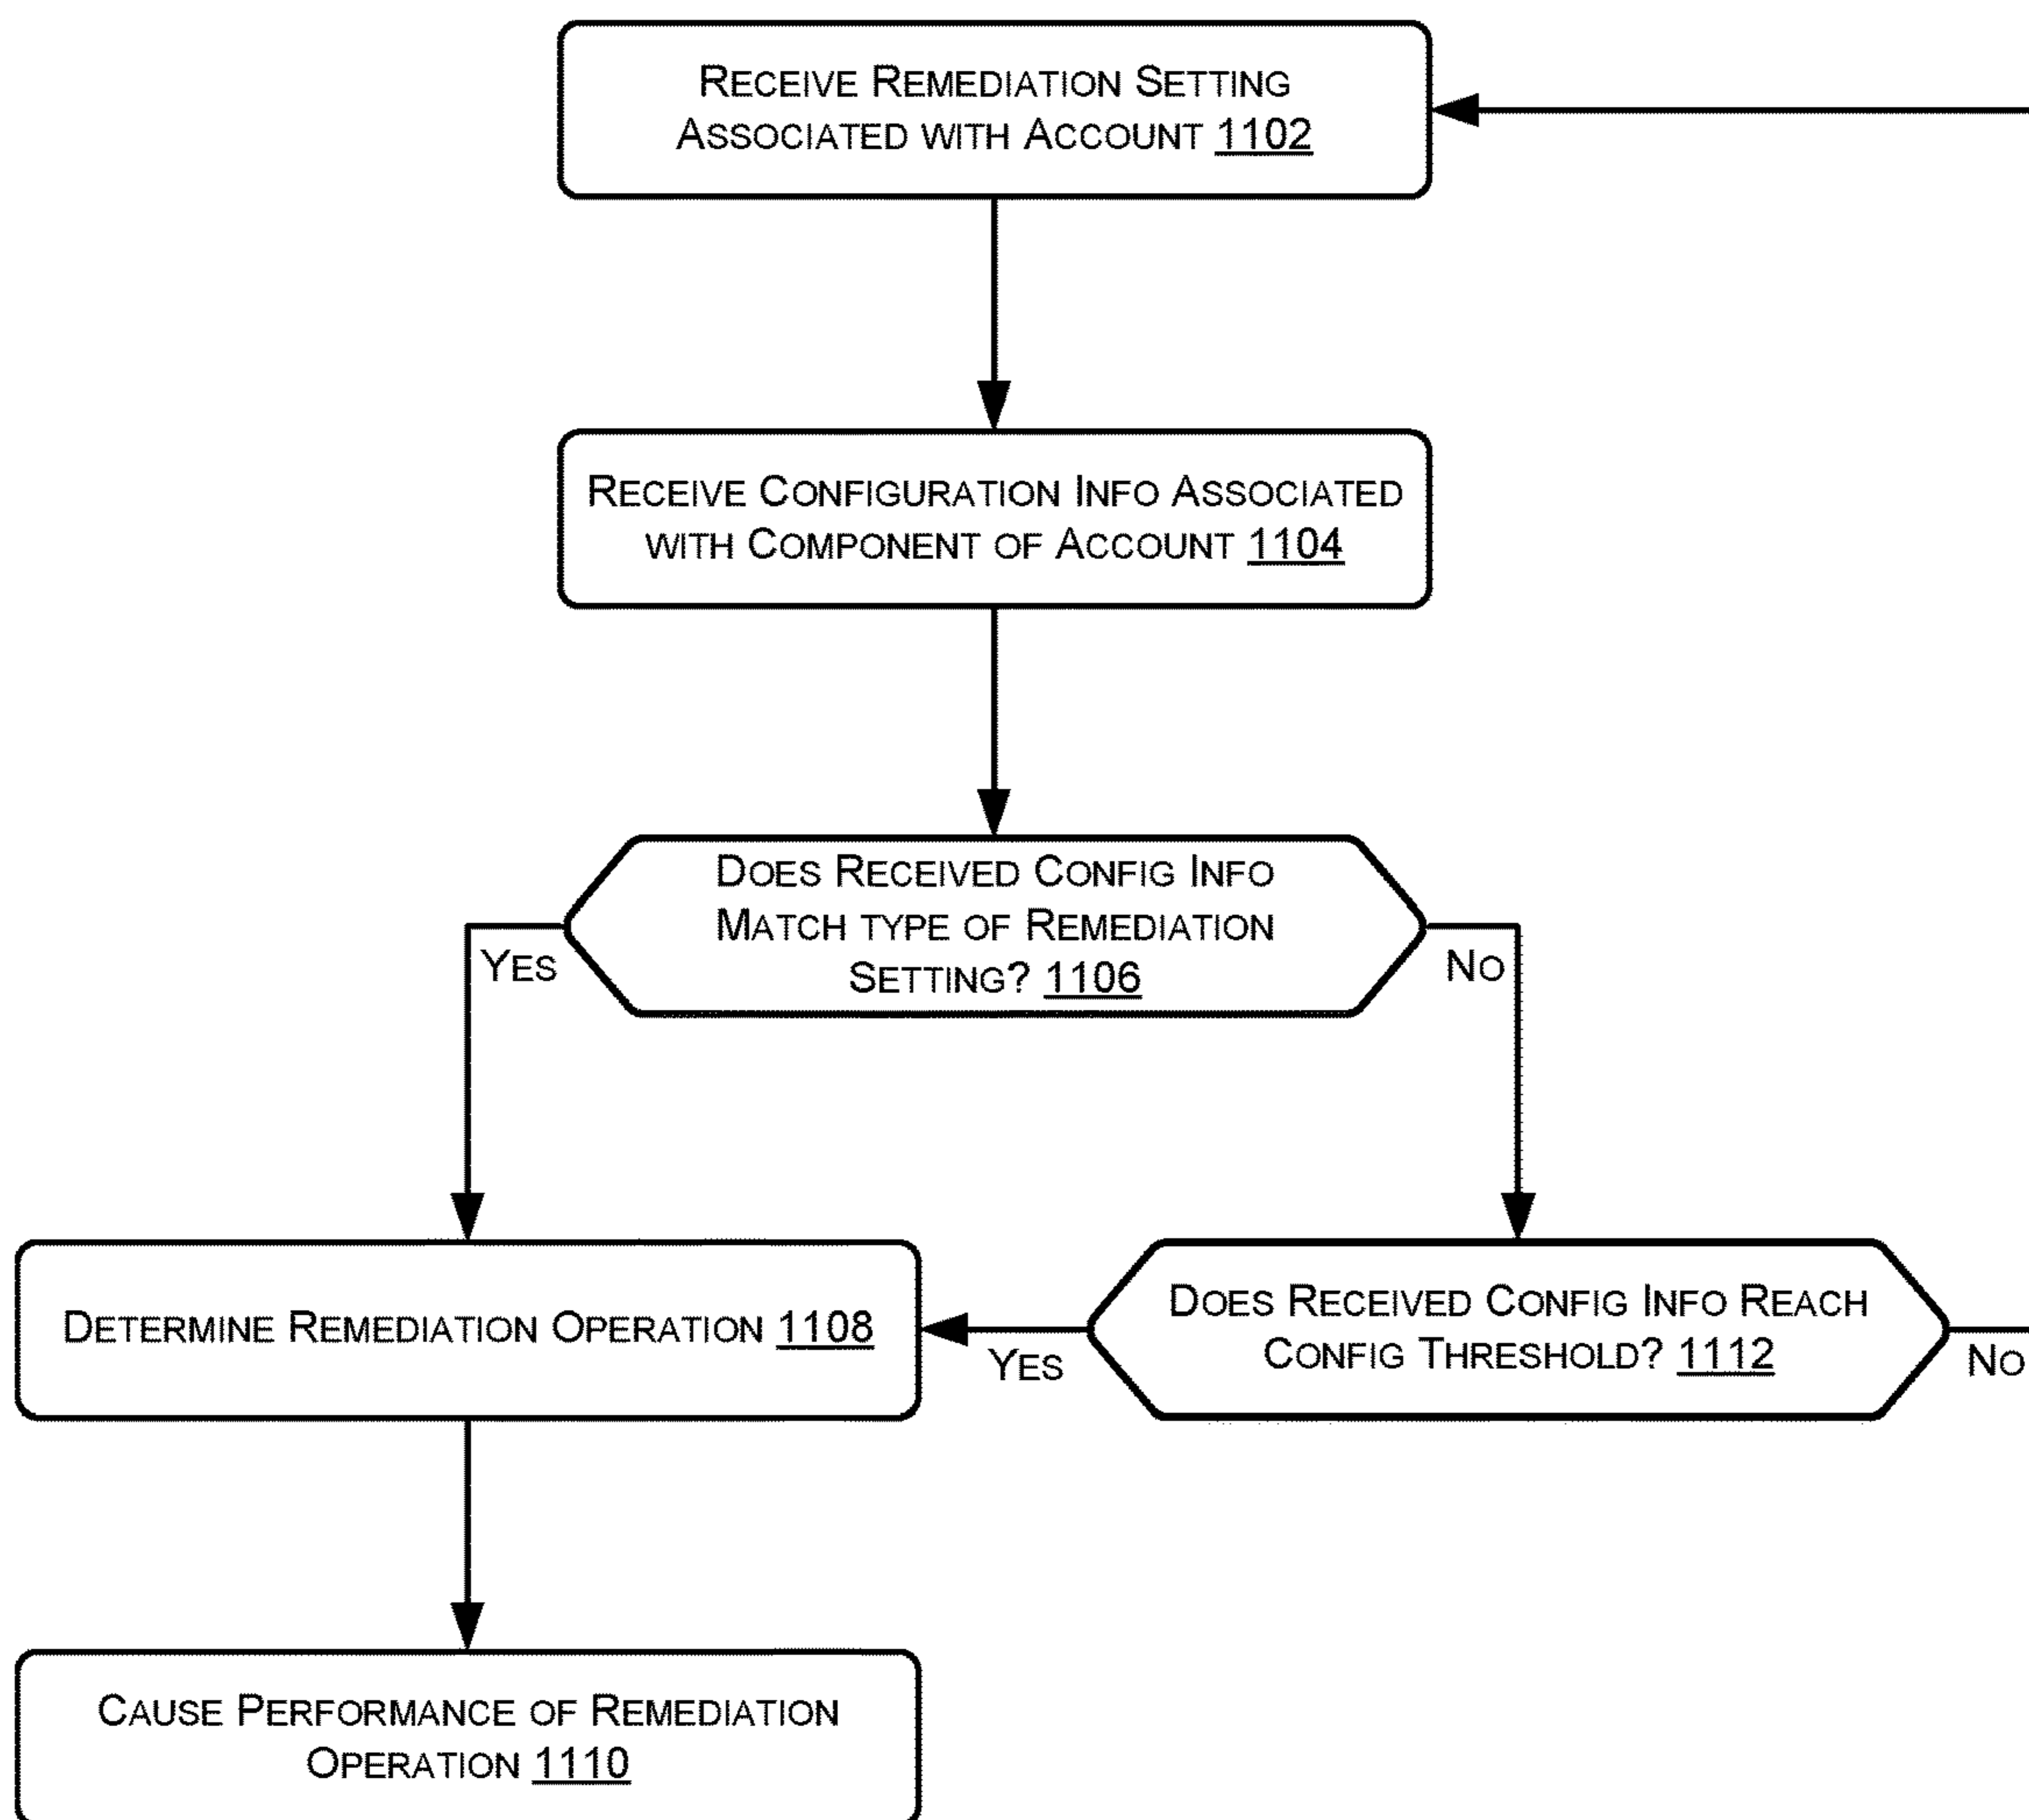 RECEIVE REMEDIATION SETTING
ASSOCIATED WITH ACCOUNT 1102
RECEIVE CONFIGURATION INFO ASSOCIATED
WITH COMPONENT OF ACCOUNT 1104
DOES RECEIVED CONFIG INFO
MATCH TYPE OF REMEDIATION
SETTING? 1106
YES
NO
DETERMINE REMEDIATION OPERATION 1108
YES
DOES RECEIVED CONFIG INFO REACH
CONFIG THRESHOLD? 1112
NO
CAUSE PERFORMANCE OF REMEDIATION
OPERATION 1110